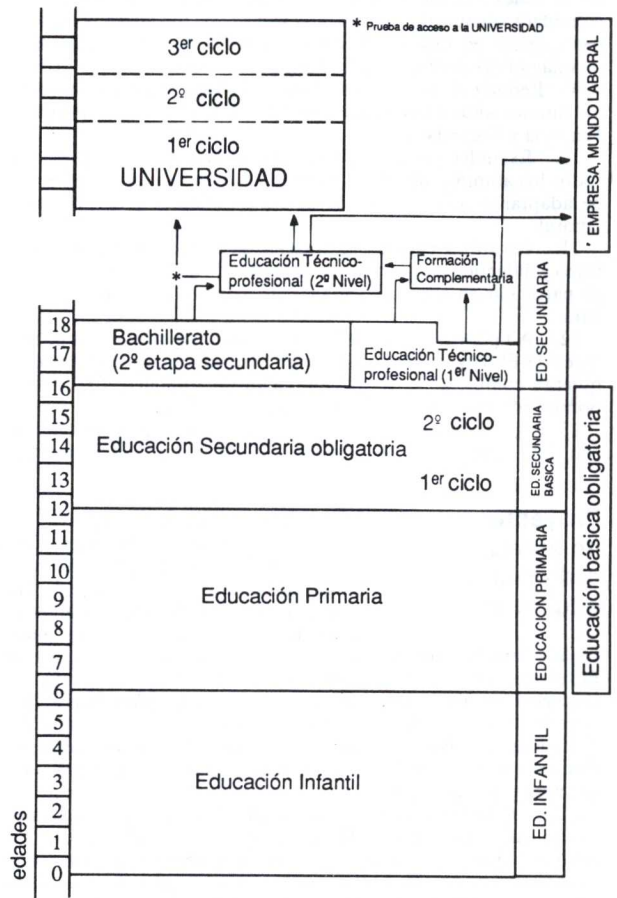 * Prueba de acceso a la UNIVERSIDAD
3er ciclo
2º ciclo
1er ciclo
UNIVERSIDAD
' EMPRESA, MUNDO LABORAL
Educación Técnico-
profesional (2º Nivel)
Formación
Complementaria
*
18
17
16
15
14
13
12
11
10
9
8
7
6
5
4
3
2
1
0
edades
Bachillerato
(2º etapa secundaria)
Educación Técnico-
profesional (1er Nivel)
ED. SECUNDARIA
Educación Secundaria obligatoria
2º ciclo
1er ciclo
ED. SECUNDARIA
BASICA
Educación Primaria
EDUCACION PRIMARIA
Educación básica obligatoria
Educación Infantil
ED. INFANTIL